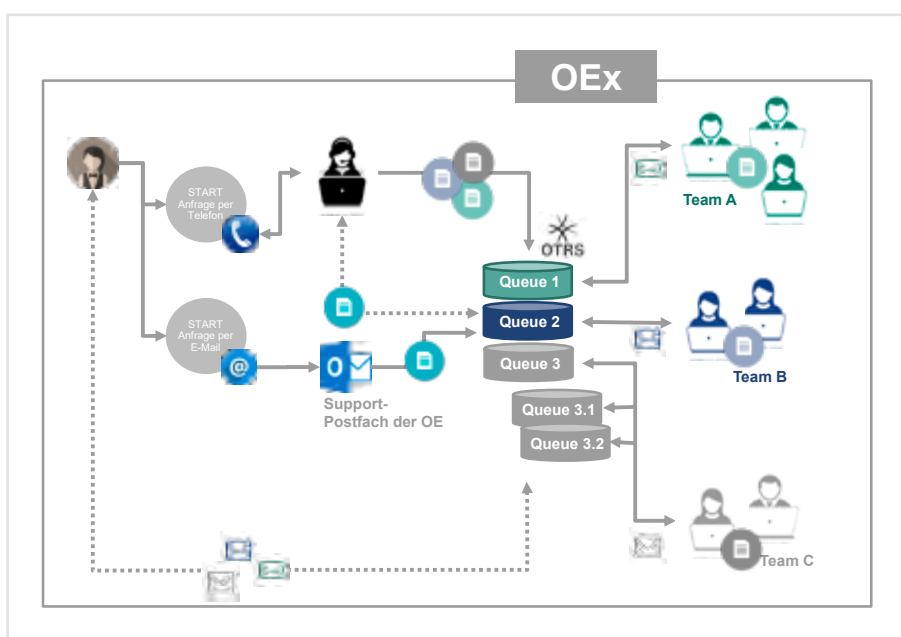 OEx
START
Anfrage per
Telefon
Team A
OTRS
Queue 1
START
Anfrage per
E-Mail
@
O
Queue 2
Team B
Queue 3
Support-
Postfach der OE
Queue 3.1
Queue 3.2
Team C